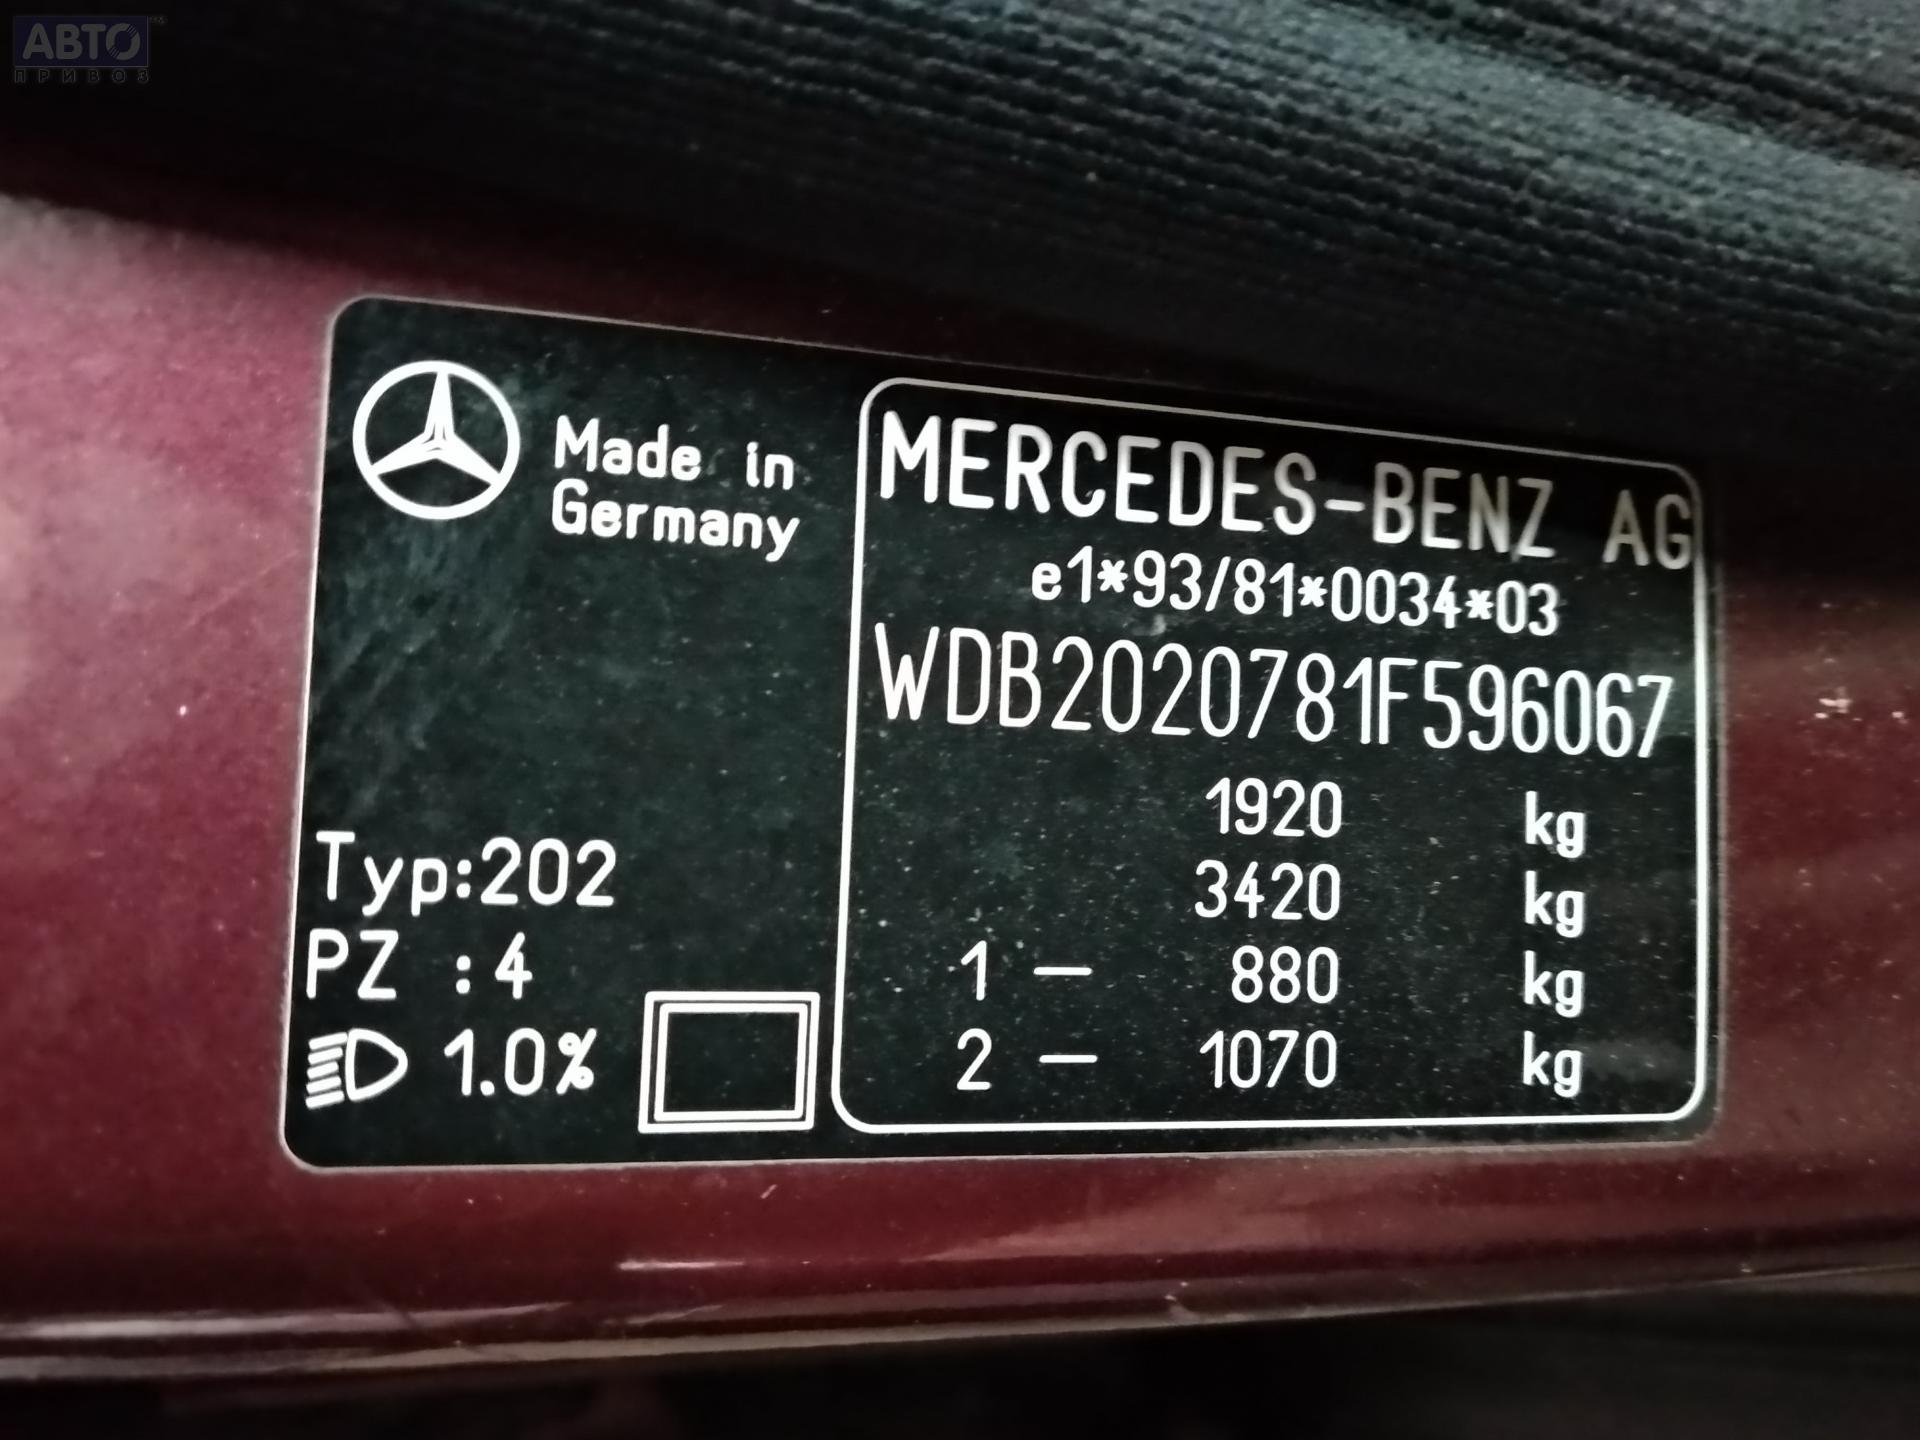 АВТО
ПРИВОЗ
Made in
Germany
Typ:202
PZ :4
1.0%
MERCEDES-BENZ AG
e1*93/81*0034*03
WDB2020781F596067
1920 kg
3420 kg
1 — 880 kg
2 — 1070 kg